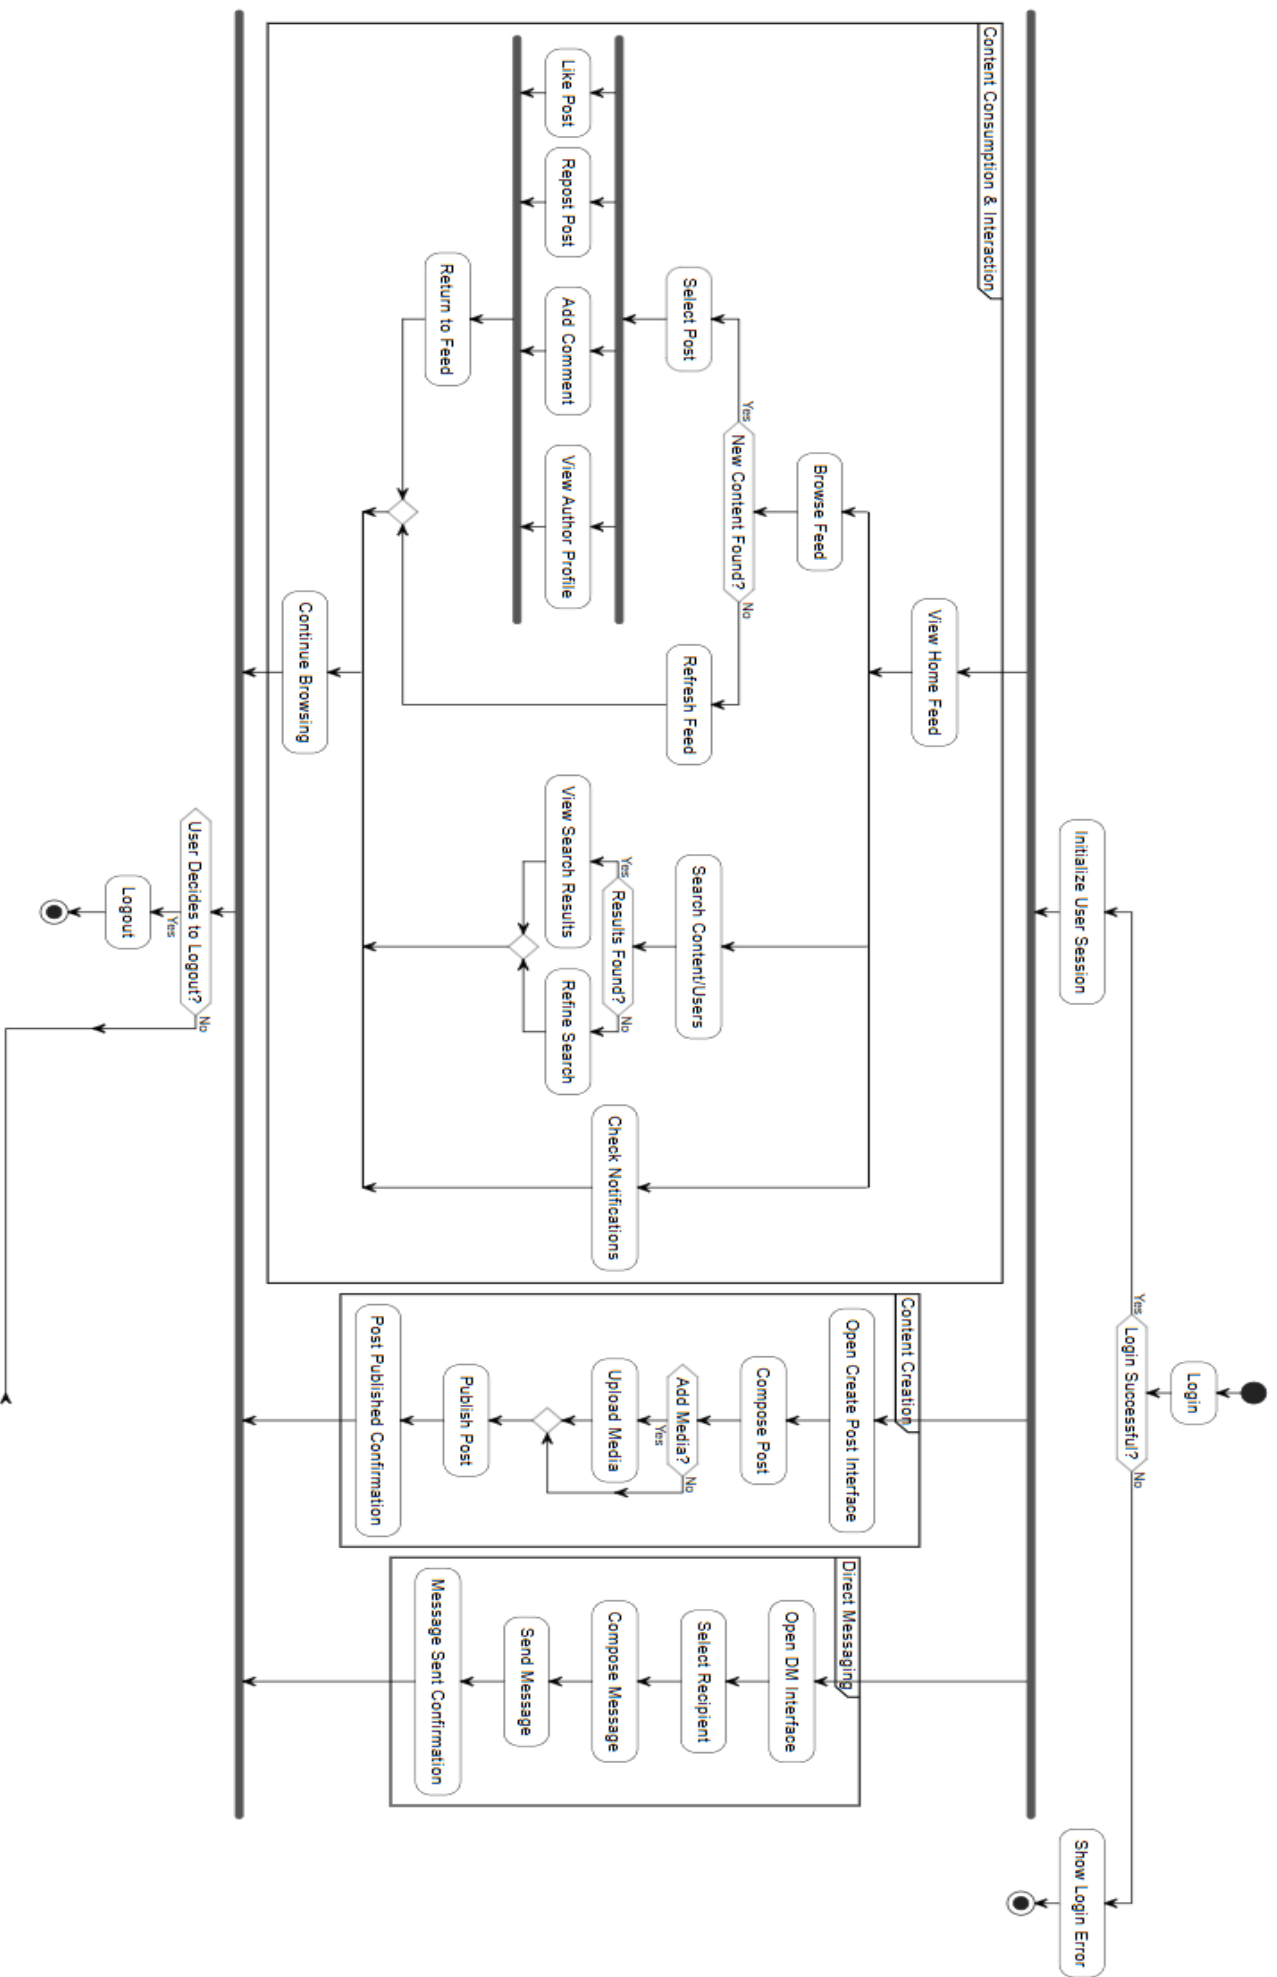 Login
Login Successful?
Yes
No
Initialize User Session
Show Login Error
Content Consumption & Interaction
View Home Feed
Browse Feed
New Content Found?
Yes
No
Select Post
Refresh Feed
Like Post
Repost Post
Add Comment
View Author Profile
Return to Feed
Search Content/Users
Results Found?
Yes
No
View Search Results
Refine Search
Check Notifications
Continue Browsing
Content Creation
Open Create Post Interface
Compose Post
Add Media?
Yes
No
Upload Media
Publish Post
Post Published Confirmation
Direct Messaging
Open DM Interface
Select Recipient
Compose Message
Send Message
Message Sent Confirmation
User Decides to Logout?
Yes
No
Logout